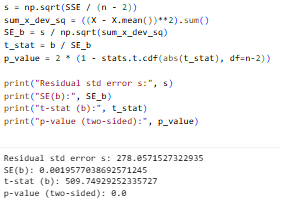 s = np.sqrt(SSE / (n - 2))
sum_x_dev_sq = ((X - X.mean())**2).sum()
SE_b = s / np.sqrt(sum_x_dev_sq)
t_stat = b / SE_b
p_value = 2 * (1 - stats.t.cdf(abs(t_stat), df=n-2))
print("Residual std error s:", s)
print("SE(b):", SE_b)
print("t-stat (b):", t_stat)
print("p-value (two-sided):", p_value)
Residual std error s: 278.0571527322935
SE(b): 0.0019577038692571245
t-stat (b): 509.74929252335727
p-value (two-sided): 0.0